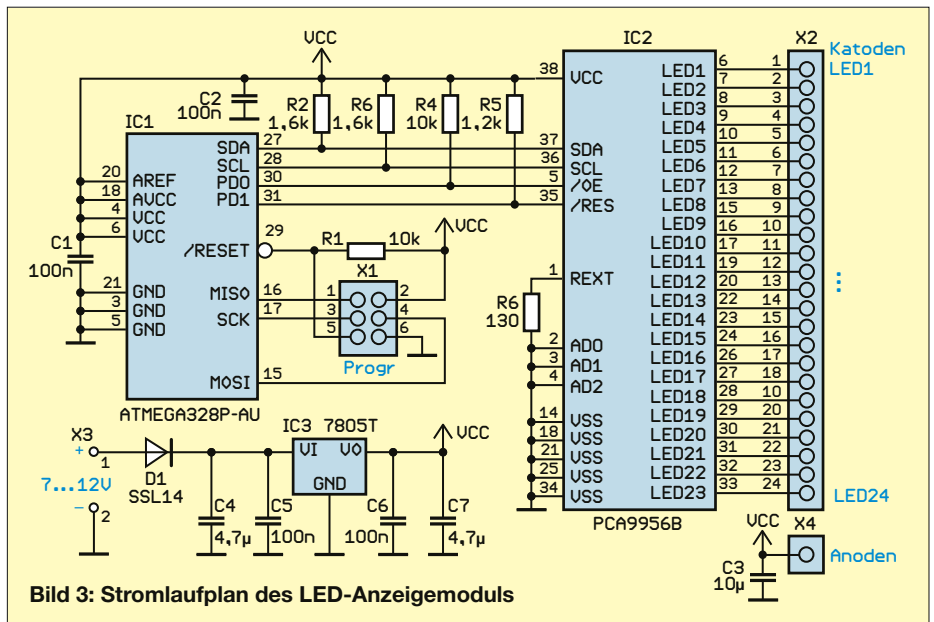 VCC
C2
100n
R2
1,6k
R6
1,6k
R4
10k
R5
1,2k
IC1
20 AREF
18 AVCC
4 VCC
6 VCC
C1
100n
21 GND
3 GND
5 GND
SDA 27
SCL 28
PD0 30
PD1 31
/RESET 29
MISO 16
SCK 17
MOSI 15
ATMEGA328P-AU
R1 10k
VCC
X1
1 2
3 4
5 6
Progr
IC2
38 VCC
37 SDA
36 SCL
5 /OE
35 /RES
1 REXT
R6
130
2 AD0
3 AD1
4 AD2
14 VSS
18 VSS
21 VSS
25 VSS
34 VSS
LED1 6 1
LED2 7 2
LED3 8 3
LED4 9 4
LED5 10 5
LED6 11 6
LED7 12 7
LED8 13 8
LED9 15 9
LED10 16 10
LED11 17 11
LED12 19 12
LED13 20 13
LED14 22 14
LED15 23 15
LED16 24 16
LED17 26 17
LED18 27 18
LED19 28 10
LED20 29 20
LED21 30 21
LED22 31 22
LED23 32 23
33 24
PCA9956B
X2
Katoden
LED1
:
LED24
X3
+ 1
7...12V
- 2
D1
SSL14
C4
4,7µ
C5
100n
IC3 7805T
VI VO
GND
C6
100n
C7
4,7µ
VCC
VCC
X4
Anoden
C3
10µ
Bild 3: Stromlaufplan des LED-Anzeigemoduls